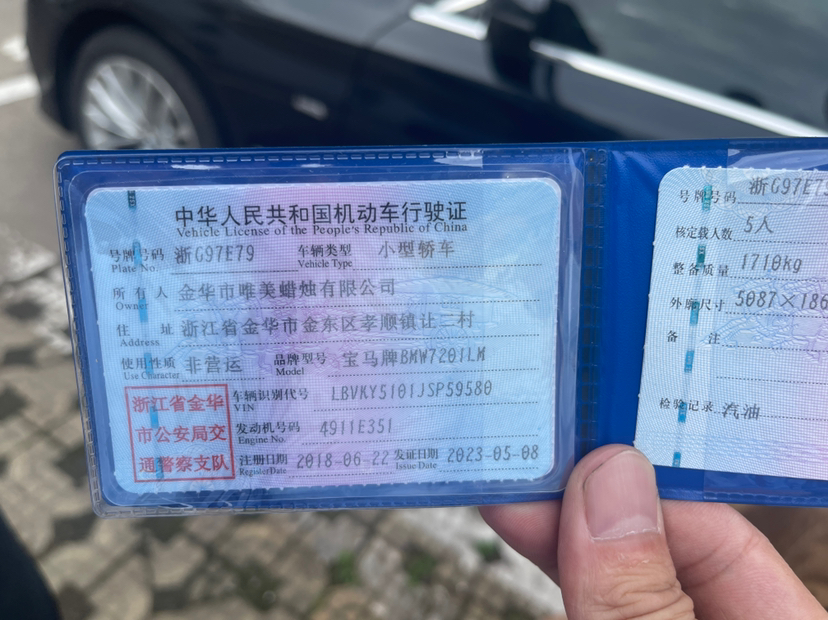 中华人民共和国机动车行驶证
Vehicle License of the People's Republic of China
号牌号码 浙G97E79 车辆类型 小型轿车
Plate No. Vehicle Type
所有人 金华市唯美蜡烛有限公司
Owner
住址 浙江省金华市金东区孝顺镇让三村
Address
使用性质 非营运 品牌型号 宝马牌BMW7201LM
Use Character Model
浙江省金华
市公安局交
通警察支队
车辆识别代号 LBVKY5101JSP59580
VIN
发动机号码 4911E351
Engine No.
注册日期 2018-06-22 发证日期 2023-05-08
Register Date Issue Date
号牌号码 浙G97E7
核定载人数 5人
整备质量 1710kg
外廓尺寸 5087×186
备注
检验记录 汽油